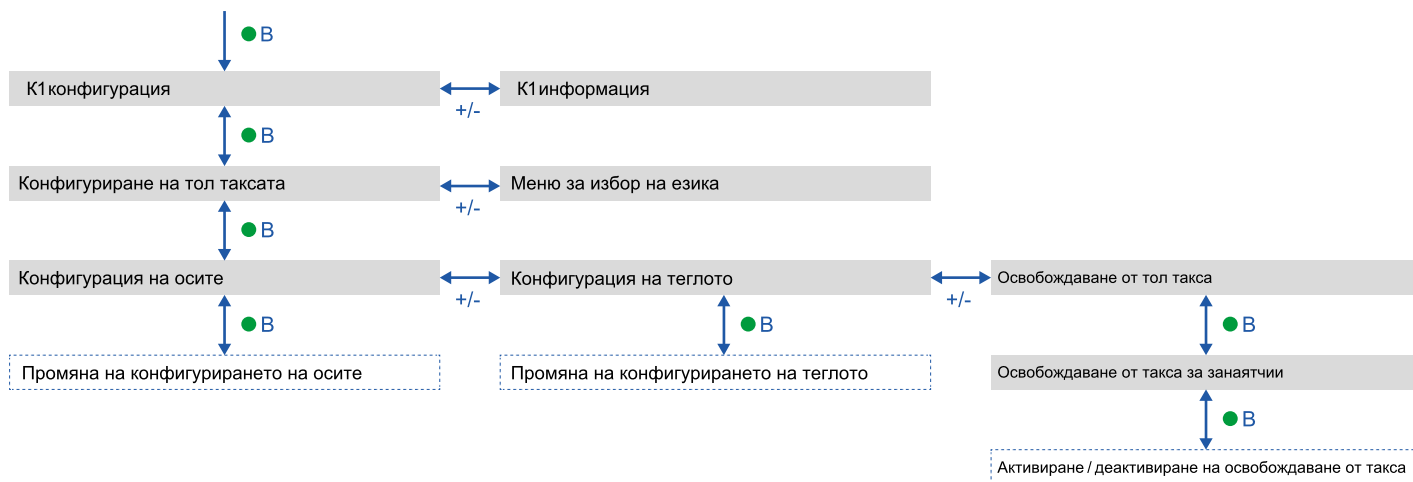 В
К1конфигурация
К1информация
+/-
В
Конфигуриране на тол таксата
Меню за избор на езика
+/-
В
Конфигурация на осите
Конфигурация на теглото
Освобождаване от тол такса
+/-
+/-
В
В
В
Промяна на конфигурирането на осите
Промяна на конфигурирането на теглото
Освобождаване от такса за занаятчии
В
Активиране / деактивиране на освобождаване от такса